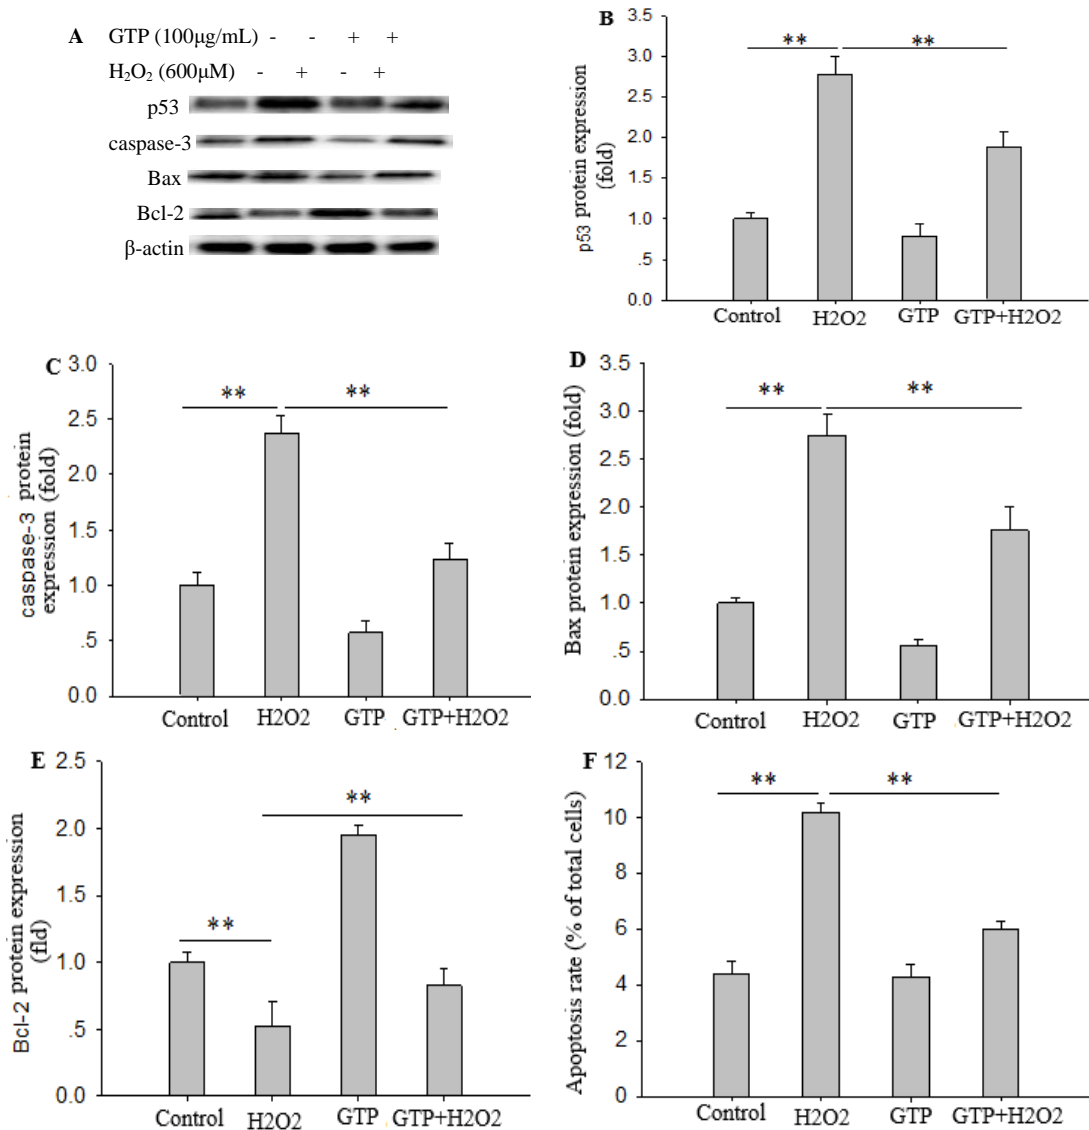 A GTP (100μg/mL) - - + +
H₂O₂ (600μM) - + - +
p53
caspase-3
Bax
Bcl-2
β-actin
B
** **
p53 protein expression
(fold)
3.5
3.0
2.5
2.0
1.5
1.0
.5
0.0
Control H2O2 GTP GTP+H2O2
C
** **
caspase-3 protein
expression (fold)
3.0
2.5
2.0
1.5
1.0
.5
0.0
Control H2O2 GTP GTP+H2O2
D
** **
Bax protein expression (fold)
3.5
3.0
2.5
2.0
1.5
1.0
.5
0.0
Control H2O2 GTP GTP+H2O2
E
**
**
Bcl-2 protein expression
(fld)
2.5
2.0
1.5
1.0
.5
0.0
Control H2O2 GTP GTP+H2O2
F
** **
Apoptosis rate (% of total cells)
12
10
8
6
4
2
0
Control H2O2 GTP GTP+H2O2